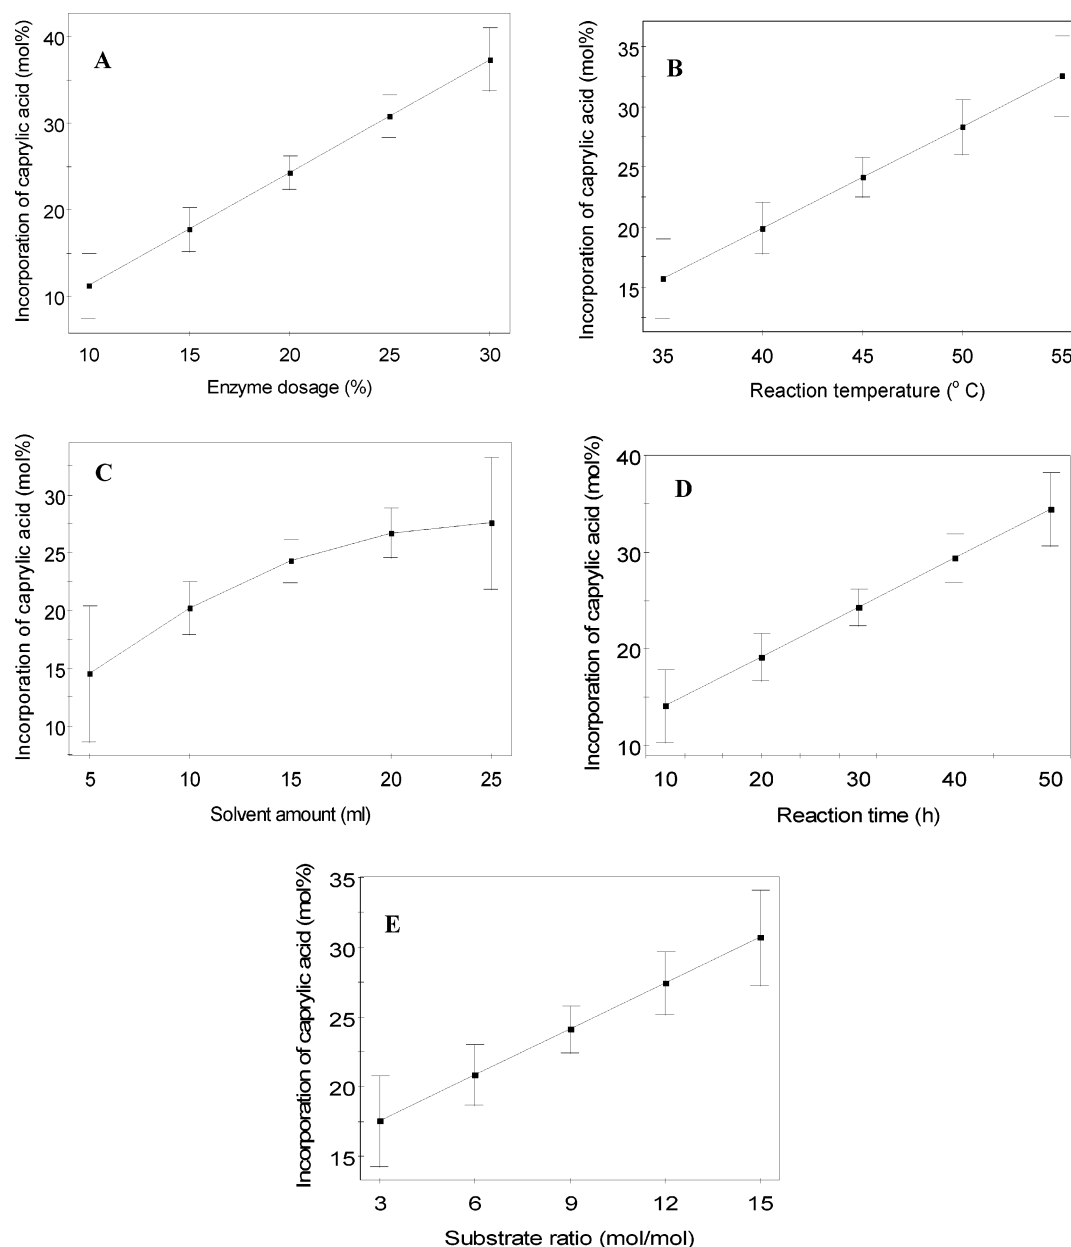 A
Incorporation of caprylic acid (mol%)
40
30
20
10
10 15 20 25 30
Enzyme dosage (%)
B
Incorporation of caprylic acid (mol%)
35
30
25
20
15
35 40 45 50 55
Reaction temperature (° C)
C
Incorporation of caprylic acid (mol%)
30
25
20
15
10
5 10 15 20 25
Solvent amount (ml)
D
Incorporation of caprylic acid (mol%)
40
30
20
10
10 20 30 40 50
Reaction time (h)
E
Incorporation of caprylic acid (mol%)
35
30
25
20
15
3 6 9 12 15
Substrate ratio (mol/mol)